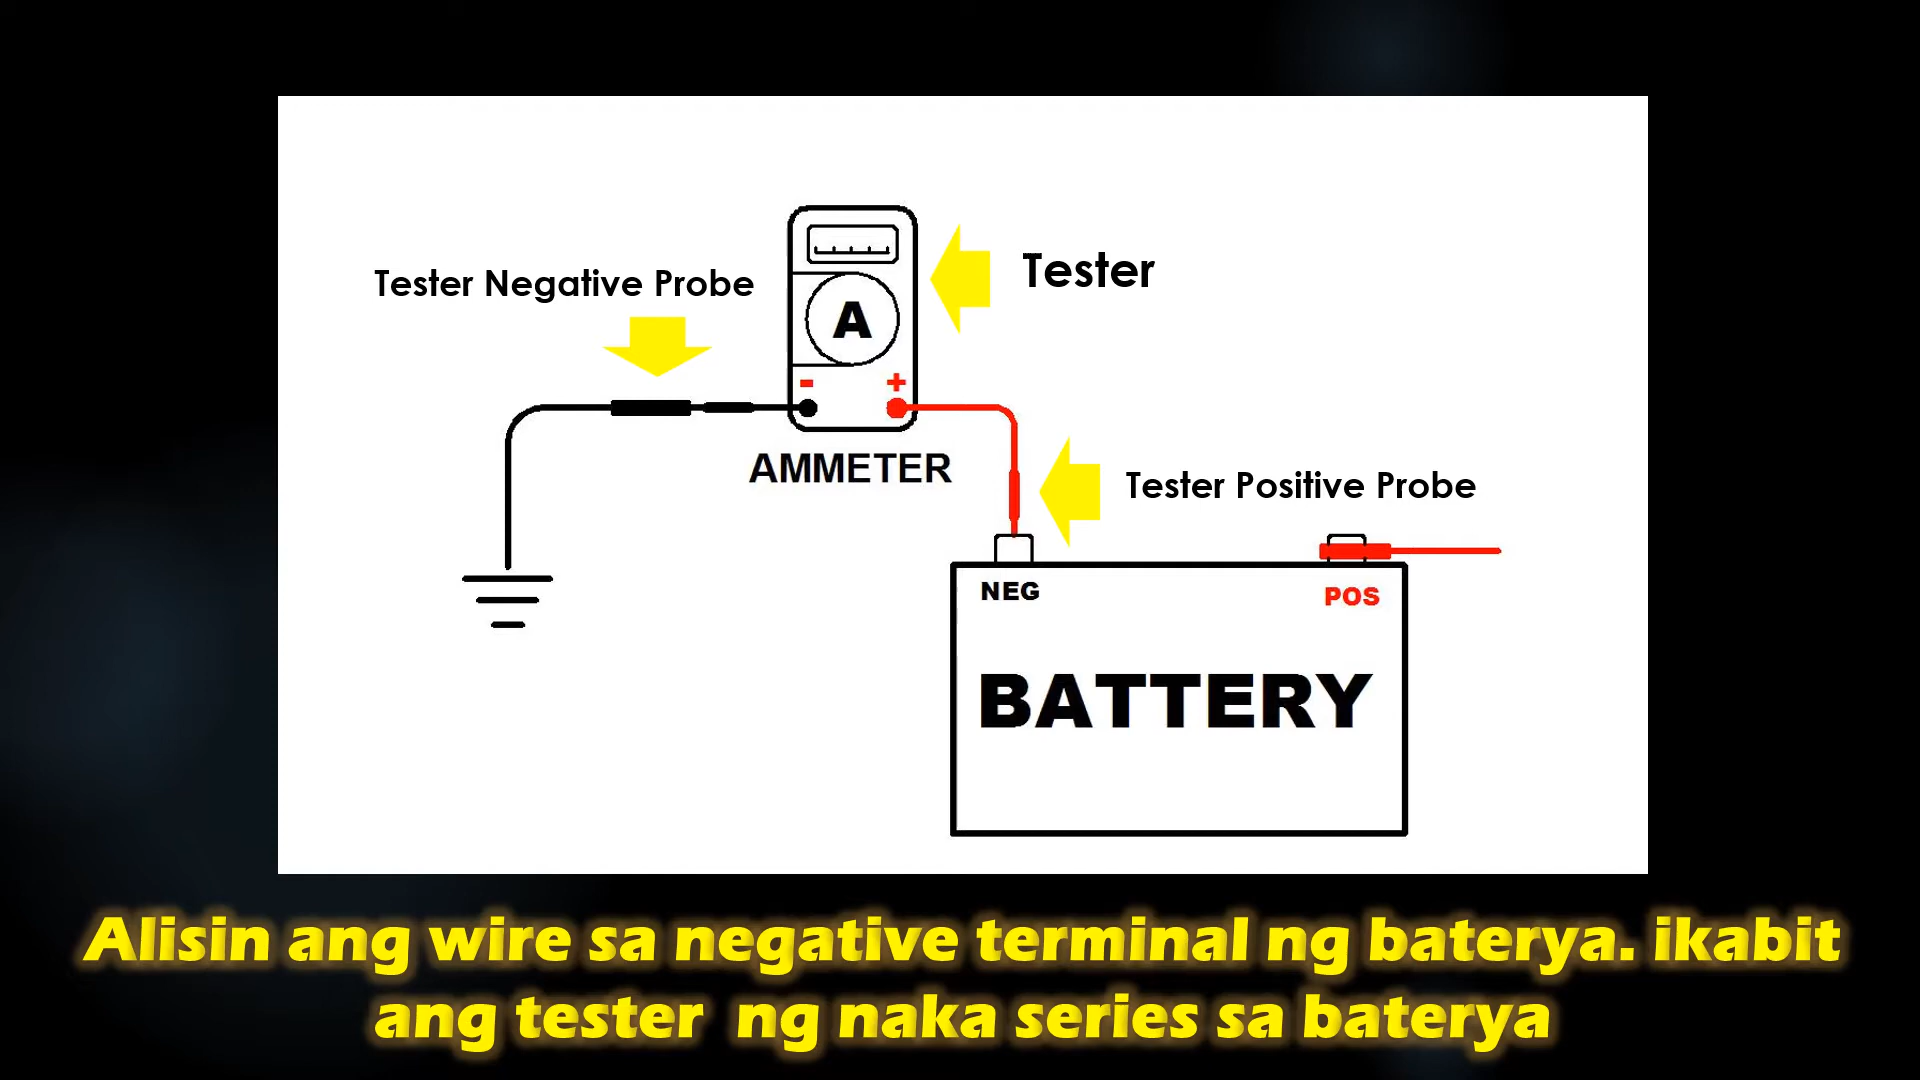 Tester
Tester Negative Probe
A
- +
AMMETER
Tester Positive Probe
NEG
POS
BATTERY
Alisin ang wire sa negative terminal ng baterya. ikabit
ang tester ng naka series sa baterya